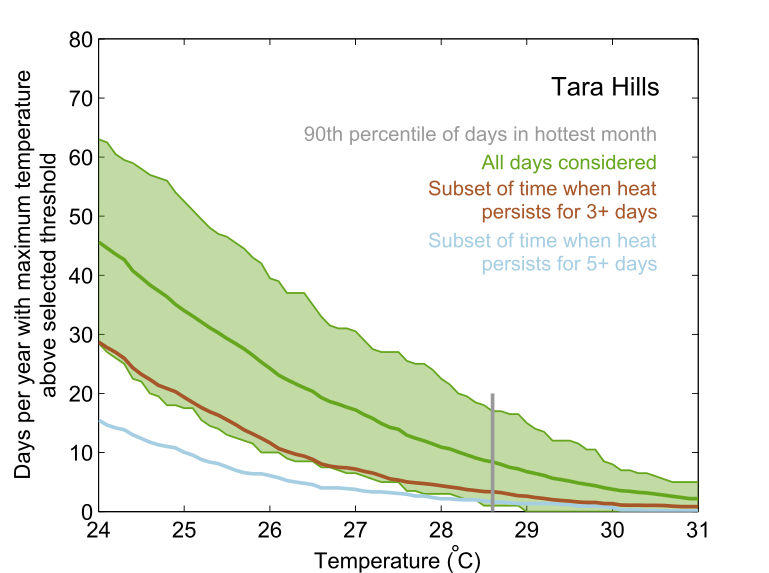 Tara Hills
90th percentile of days in hottest month
All days considered
Subset of time when heat
persists for 3+ days
Subset of time when heat
persists for 5+ days
Days per year with maximum temperature
above selected threshold
80
70
60
50
40
30
20
10
0
24 25 26 27 28 29 30 31
Temperature (°C)